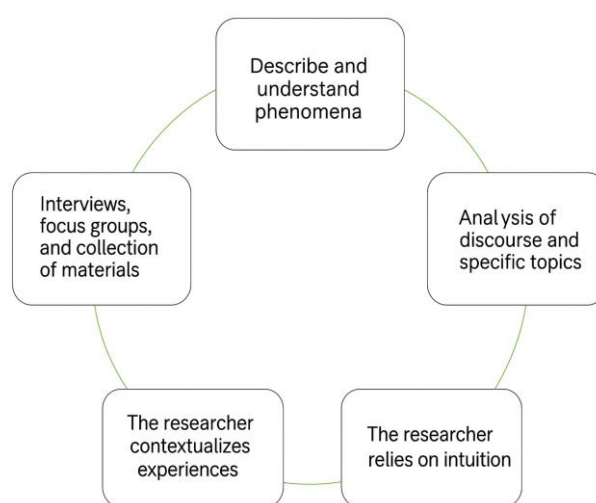 Describe and
understand
phenomena
Analysis of
discourse and
specific topics
The researcher
relies on intuition
The researcher
contextualizes
experiences
Interviews,
focus groups,
and collection
of materials